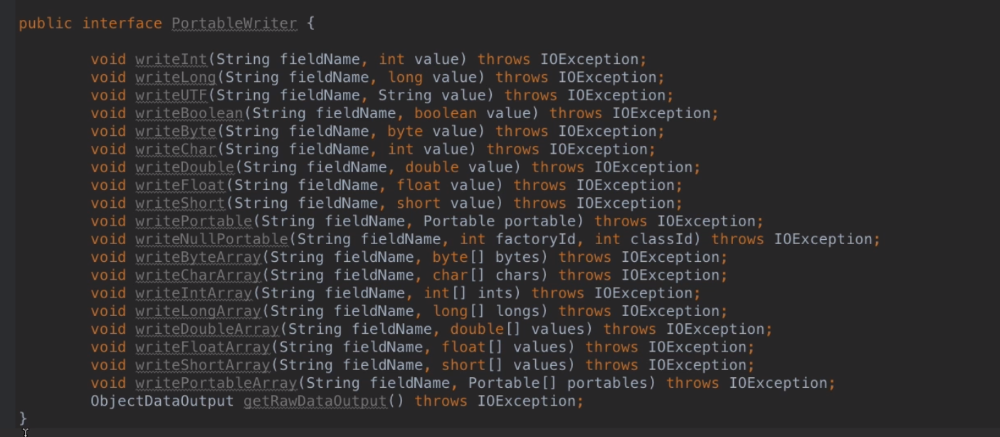 public interface PortableWriter {
void writeInt(String fieldName, int value) throws IOException;
void writeLong(String fieldName, long value) throws IOException;
void writeUTF(String fieldName, String value) throws IOException;
void writeBoolean(String fieldName, boolean value) throws IOException;
void writeByte(String fieldName, byte value) throws IOException;
void writeChar(String fieldName, int value) throws IOException;
void writeDouble(String fieldName, double value) throws IOException;
void writeFloat(String fieldName, float value) throws IOException;
void writeShort(String fieldName, short value) throws IOException;
void writePortable(String fieldName, Portable portable) throws IOException;
void writeNullPortable(String fieldName, int factoryId, int classId) throws IOException;
void writeByteArray(String fieldName, byte[] bytes) throws IOException;
void writeCharArray(String fieldName, char[] chars) throws IOException;
void writeIntArray(String fieldName, int[] ints) throws IOException;
void writeLongArray(String fieldName, long[] longs) throws IOException;
void writeDoubleArray(String fieldName, double[] values) throws IOException;
void writeFloatArray(String fieldName, float[] values) throws IOException;
void writeShortArray(String fieldName, short[] values) throws IOException;
void writePortableArray(String fieldName, Portable[] portables) throws IOException;
ObjectDataOutput getRawDataOutput() throws IOException;
}